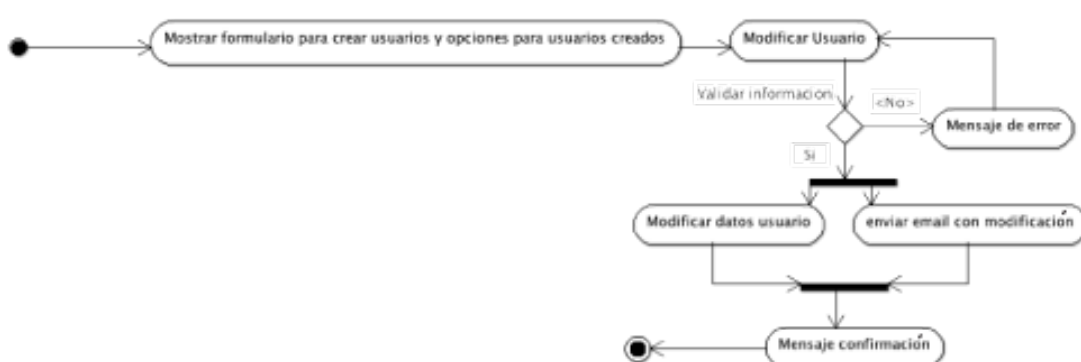 Mostrar formulario para crear usuarios y opciones para usuarios creados
Modificar Usuario
Validar informacion
<No>
Mensaje de error
Si
Modificar datos usuario
enviar email con modificación
Mensaje confirmación